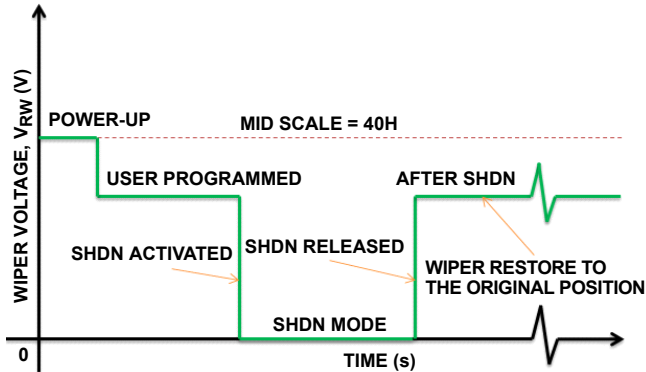 WIPER VOLTAGE, VRW (V)
POWER-UP
MID SCALE = 40H
USER PROGRAMMED
AFTER SHDN
SHDN ACTIVATED
SHDN RELEASED
WIPER RESTORE TO
THE ORIGINAL POSITION
SHDN MODE
0
TIME (s)